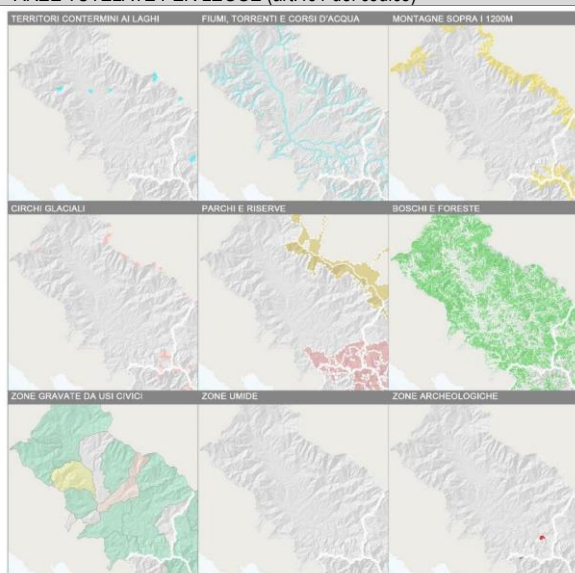 TERRITORI CONTERMINI AI LAGHI
FIUMI, TORRENTI E CORSI D'ACQUA
MONTAGNE SOPRA I 1200M
CIRCHI GLACIALI
PARCHI E RISERVE
BOSCHI E FORESTE
ZONE GRAVATE DA USI CIVICI
ZONE UMIDE
ZONE ARCHEOLOGICHE